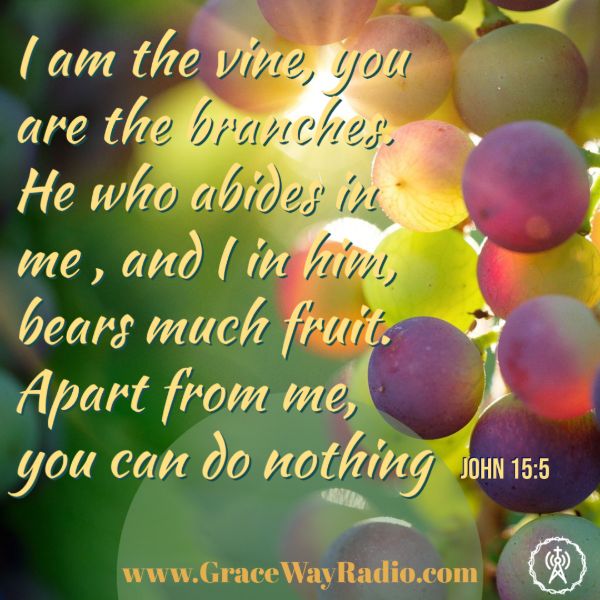 I am the vine, you
are the branches.
He who abides in
me , and I in him,
bears much fruit.
Apart from me,
you can do nothing JOHN 15:5
www.GraceWayRadio.com